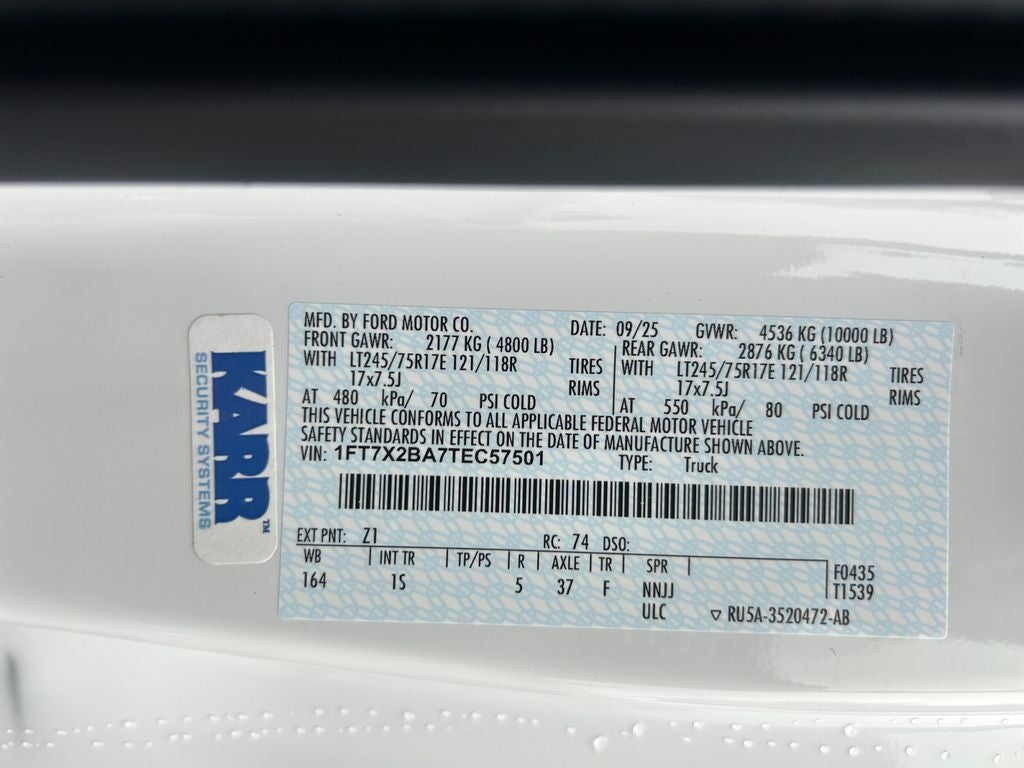 KARR™
SECURITY SYSTEMS
MFD. BY FORD MOTOR CO. DATE: 09/25 GVWR: 4536 KG (10000 LB)
FRONT GAWR: 2177 KG ( 4800 LB) REAR GAWR: 2876 KG ( 6340 LB)
WITH LT245/75R17E 121/118R TIRES WITH LT245/75R17E 121/118R TIRES
17x7.5J RIMS 17x7.5J RIMS
AT 480 kPa/ 70 PSI COLD AT 550 kPa/ 80 PSI COLD
THIS VEHICLE CONFORMS TO ALL APPLICABLE FEDERAL MOTOR VEHICLE
SAFETY STANDARDS IN EFFECT ON THE DATE OF MANUFACTURE SHOWN ABOVE.
VIN: 1FT7X2BA7TEC57501 TYPE: Truck
EXT PNT: Z1 RC: 74 DSO:
WB INT TR TP/PS R AXLE TR SPR F0435
164 1S 5 37 F NNJJ T1539
ULC ▽ RU5A-3520472-AB